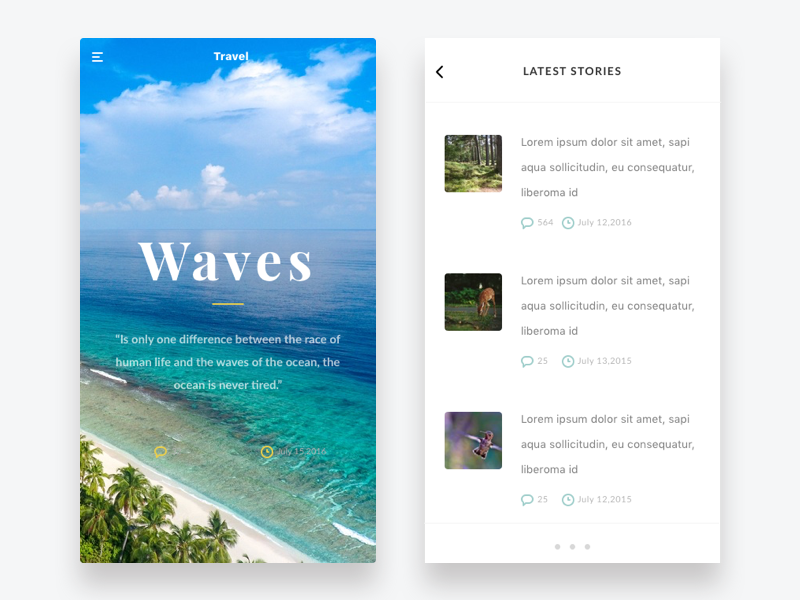 Travel
Waves
“Is only one difference between the race of
human life and the waves of the ocean, the
ocean is never tired.”
July 15,2016
LATEST STORIES
Lorem ipsum dolor sit amet, sapi
aqua sollicitudin, eu consequatur,
liberoma id
564 July 12,2016
Lorem ipsum dolor sit amet, sapi
aqua sollicitudin, eu consequatur,
liberoma id
25 July 13,2015
Lorem ipsum dolor sit amet, sapi
aqua sollicitudin, eu consequatur,
liberoma id
25 July 12,2015